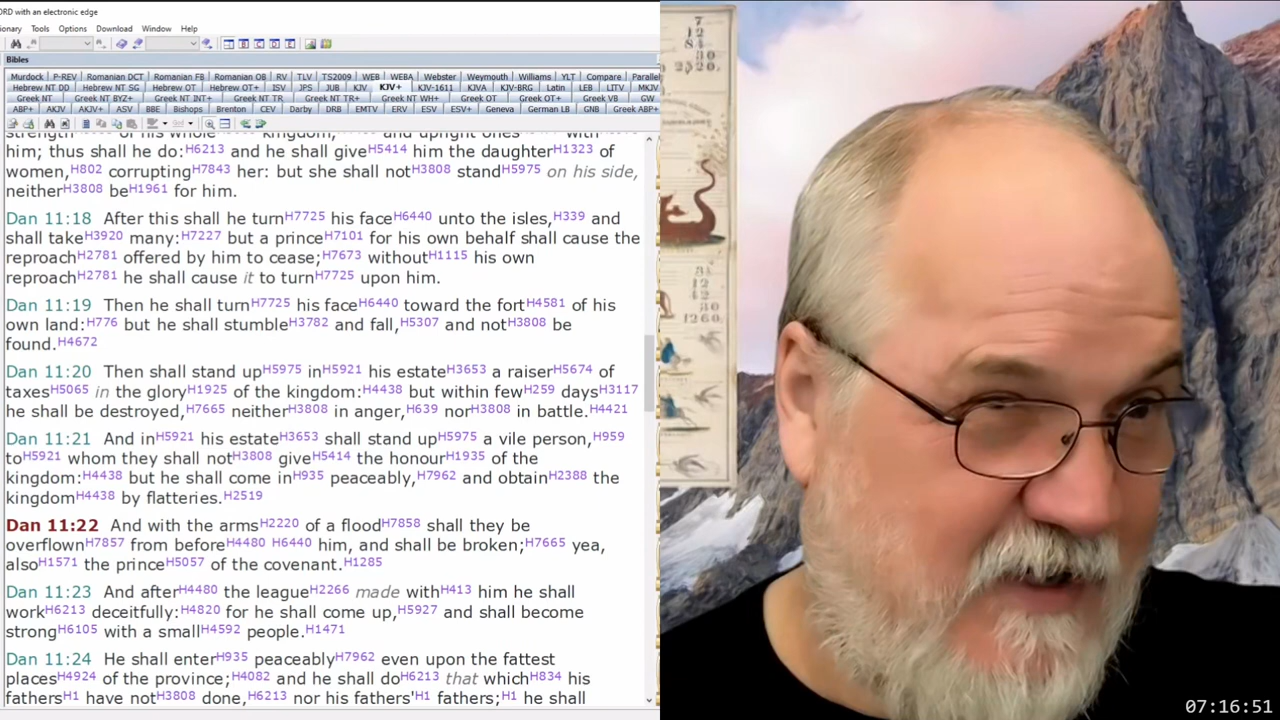 ORD with an electronic edge
ionary Tools Options Download Window Help
Bibles
Murdock P-REV Romanian DCT Romanian FB Romanian OB RV TLV TS2009 WEB WEBA Webster Weymouth Williams YLT Compare Parallel
Hebrew NT DD Hebrew NT SG Hebrew OT Hebrew OT+ ISV JPS JUB KJV KJV+ KJV-1611 KJVA KJV-BRG Latin LEB LITV MKJV
Greek NT Greek NT BYZ+ Greek NT INT+ Greek NT TR Greek NT TR+ Greek NT WH+ Greek OT Greek OT+ Greek VB GW
ABP+ AKJV AKJV+ ASV BBE Bishops Brenton CEV Darby DRB EMTV ERV ESV ESV+ Geneva German LB GNB Greek ABP+
strength of his whole kingdom, and upright ones with
him; thus shall he do:H6213 and he shall giveH5414 him the daughterH1323 of
women,H802 corruptingH7843 her: but she shall notH3808 standH5975 on his side,
neitherH3808 beH1961 for him.
Dan 11:18 After this shall he turnH7725 his faceH6440 unto the isles,H339 and
shall takeH3920 many:H7227 but a princeH7101 for his own behalf shall cause the
reproachH2781 offered by him to cease;H7673 withoutH1115 his own
reproachH2781 he shall cause it to turnH7725 upon him.
Dan 11:19 Then he shall turnH7725 his faceH6440 toward the fortH4581 of his
own land:H776 but he shall stumbleH3782 and fall,H5307 and notH3808 be
found.H4672
Dan 11:20 Then shall stand upH5975 inH5921 his estateH3653 a raiserH5674 of
taxesH5065 in the gloryH1925 of the kingdom:H4438 but within fewH259 daysH3117
he shall be destroyed,H7665 neitherH3808 in anger,H639 norH3808 in battle.H4421
Dan 11:21 And inH5921 his estateH3653 shall stand upH5975 a vile person,H959
toH5921 whom they shall notH3808 giveH5414 the honourH1935 of the
kingdom:H4438 but he shall come inH935 peaceably,H7962 and obtainH2388 the
kingdomH4438 by flatteries.H2519
Dan 11:22 And with the armsH2220 of a floodH7858 shall they be
overflownH7857 from beforeH4480 H6440 him, and shall be broken;H7665 yea,
alsoH1571 the princeH5057 of the covenant.H1285
Dan 11:23 And afterH4480 the leagueH2266 made withH413 him he shall
workH6213 deceitfully:H4820 for he shall come up,H5927 and shall become
strongH6105 with a smallH4592 people.H1471
Dan 11:24 He shall enterH935 peaceablyH7962 even upon the fattest
placesH4924 of the province;H4082 and he shall doH6213 that whichH834 his
fathersH1 have notH3808 done,H6213 nor his fathers'H1 fathers;H1 he shall
7
12
30
2520.
42
30
1260.
07:16:51